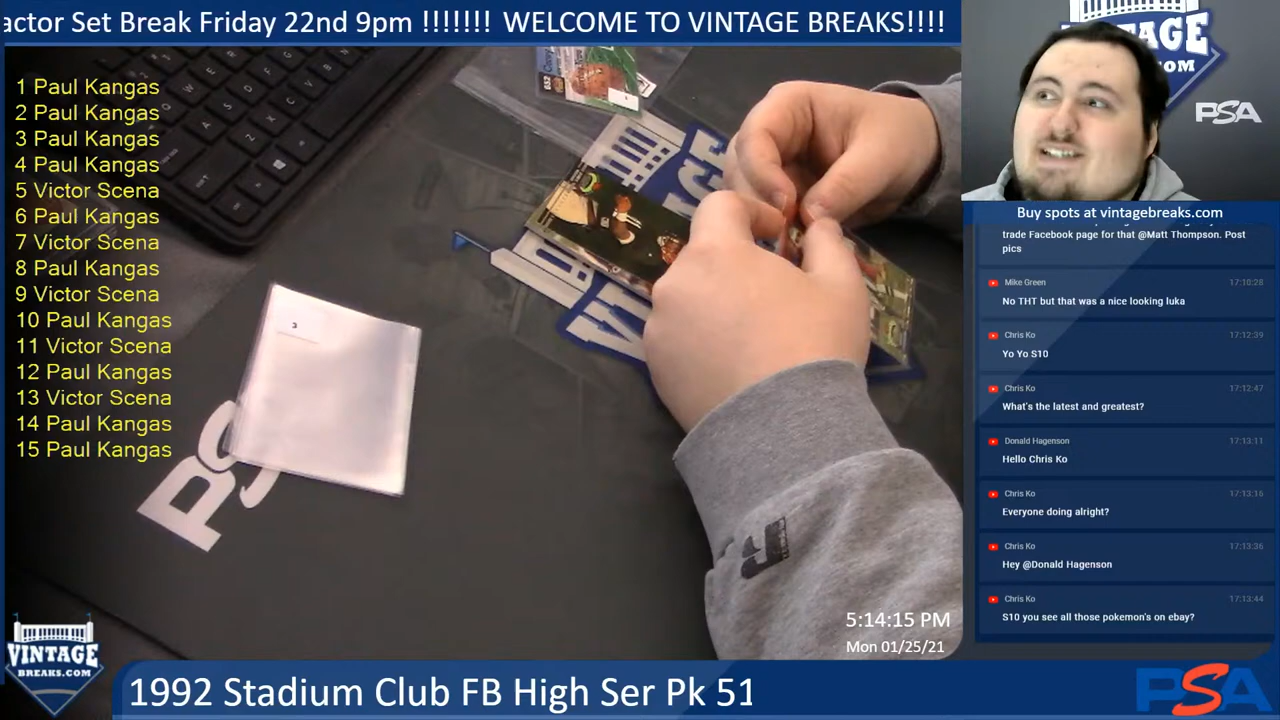 actor Set Break Friday 22nd 9pm !!!!!!! WELCOME TO VINTAGE BREAKS!!!!
1 Paul Kangas
2 Paul Kangas
3 Paul Kangas
4 Paul Kangas
5 Victor Scena
6 Paul Kangas
7 Victor Scena
8 Paul Kangas
9 Victor Scena
10 Paul Kangas
11 Victor Scena
12 Paul Kangas
13 Victor Scena
14 Paul Kangas
15 Paul Kangas
3
PSA
Buy spots at vintagebreaks.com
trade Facebook page for that @Matt Thompson. Post
pics
Mike Green 17:10:28
No THT but that was a nice looking luka
Chris Ko 17:12:39
Yo Yo S10
Chris Ko 17:12:47
What's the latest and greatest?
Donald Hagenson 17:13:11
Hello Chris Ko
Chris Ko 17:13:16
Everyone doing alright?
Chris Ko 17:13:36
Hey @Donald Hagenson
Chris Ko 17:13:44
S10 you see all those pokemon's on ebay?
5:14:15 PM
Mon 01/25/21
VINTAGE
BREAKS.COM
1992 Stadium Club FB High Ser Pk 51
PSA